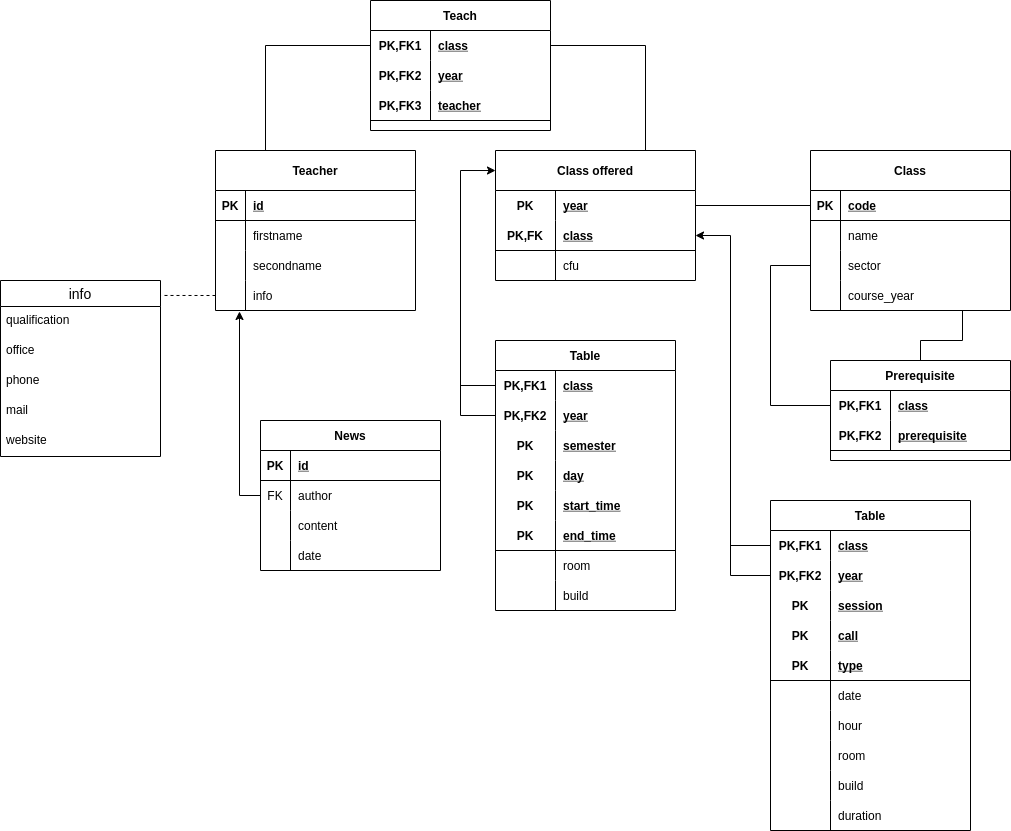 Teach
PK,FK1 class
PK,FK2 year
PK,FK3 teacher
Teacher
PK id
firstname
secondname
info
Class offered
PK year
PK,FK class
cfu
Class
PK code
name
sector
course_year
info
qualification
office
phone
mail
website
Table
PK,FK1 class
PK,FK2 year
PK semester
PK day
PK start_time
PK end_time
room
build
Prerequisite
PK,FK1 class
PK,FK2 prerequisite
News
PK id
FK author
content
date
Table
PK,FK1 class
PK,FK2 year
PK session
PK call
PK type
date
hour
room
build
duration